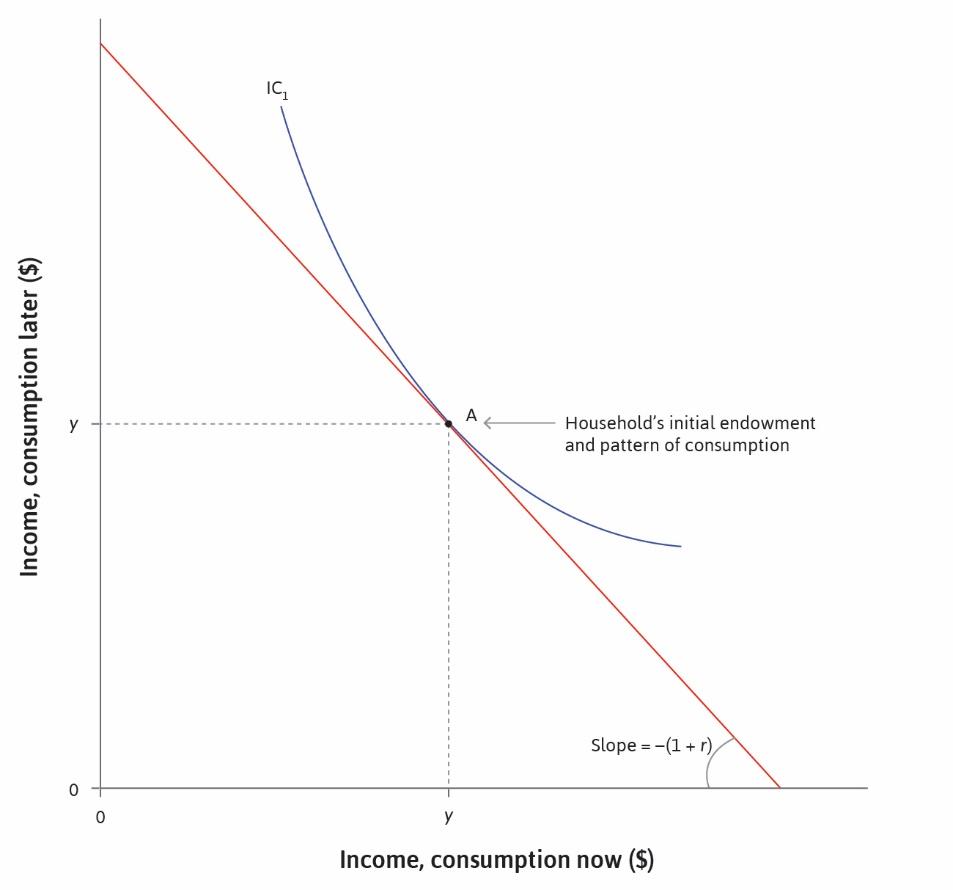 IC1
Income, consumption later ($)
y
A
Household’s initial endowment
and pattern of consumption
Slope = –(1 + r)
0
0
y
Income, consumption now ($)